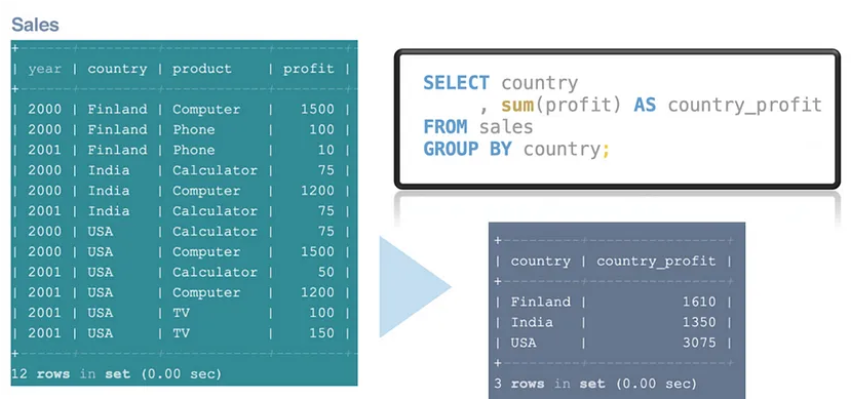 Sales
+-----------------------------------+
| year | country | product    | profit |
+-----------------------------------+
| 2000 | Finland | Computer   |   1500 |
| 2000 | Finland | Phone      |    100 |
| 2001 | Finland | Phone      |     10 |
| 2000 | India   | Calculator |     75 |
| 2000 | India   | Computer   |   1200 |
| 2001 | India   | Calculator |     75 |
| 2000 | USA     | Calculator |     75 |
| 2000 | USA     | Computer   |   1500 |
| 2001 | USA     | Calculator |     50 |
| 2001 | USA     | Computer   |   1200 |
| 2001 | USA     | TV         |    100 |
| 2001 | USA     | TV         |    150 |
+-----------------------------------+
12 rows in set (0.00 sec)
SELECT country
     , sum(profit) AS country_profit
FROM sales
GROUP BY country;
+--------------------------+
| country | country_profit |
+--------------------------+
| Finland |           1610 |
| India   |           1350 |
| USA     |           3075 |
+--------------------------+
3 rows in set (0.00 sec)